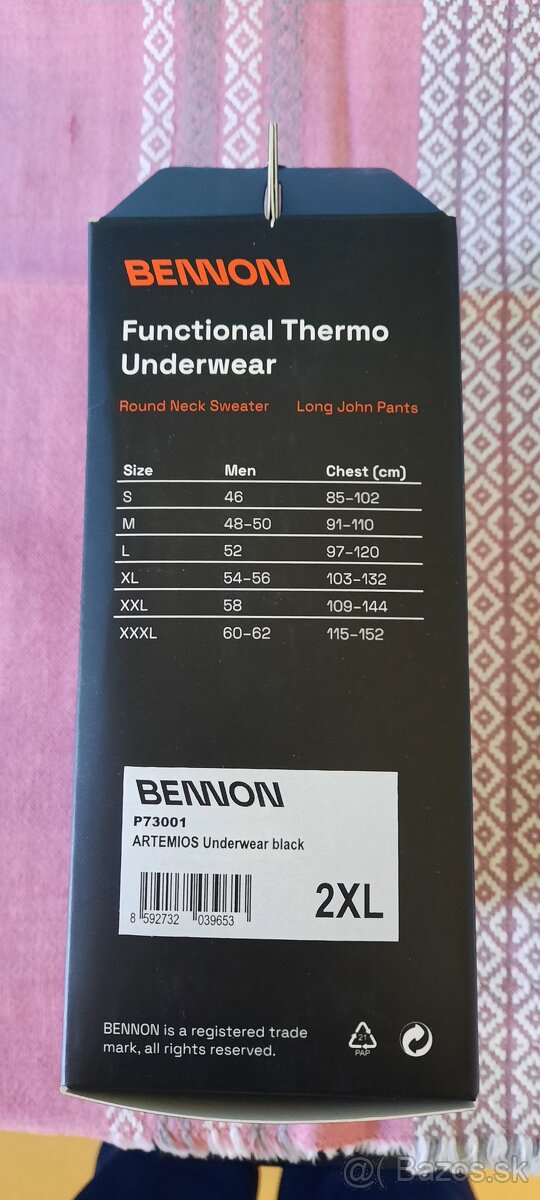 BENNON
Functional Thermo
Underwear
Round Neck Sweater Long John Pants
Size Men Chest (cm)
S 46 85–102
M 48–50 91–110
L 52 97–120
XL 54–56 103–132
XXL 58 109–144
XXXL 60–62 115–152
BENNON
P73001
ARTEMIOS Underwear black
8 592732 039653
2XL
BENNON is a registered trade
mark, all rights reserved.
21
PAP
@Bazos.sk